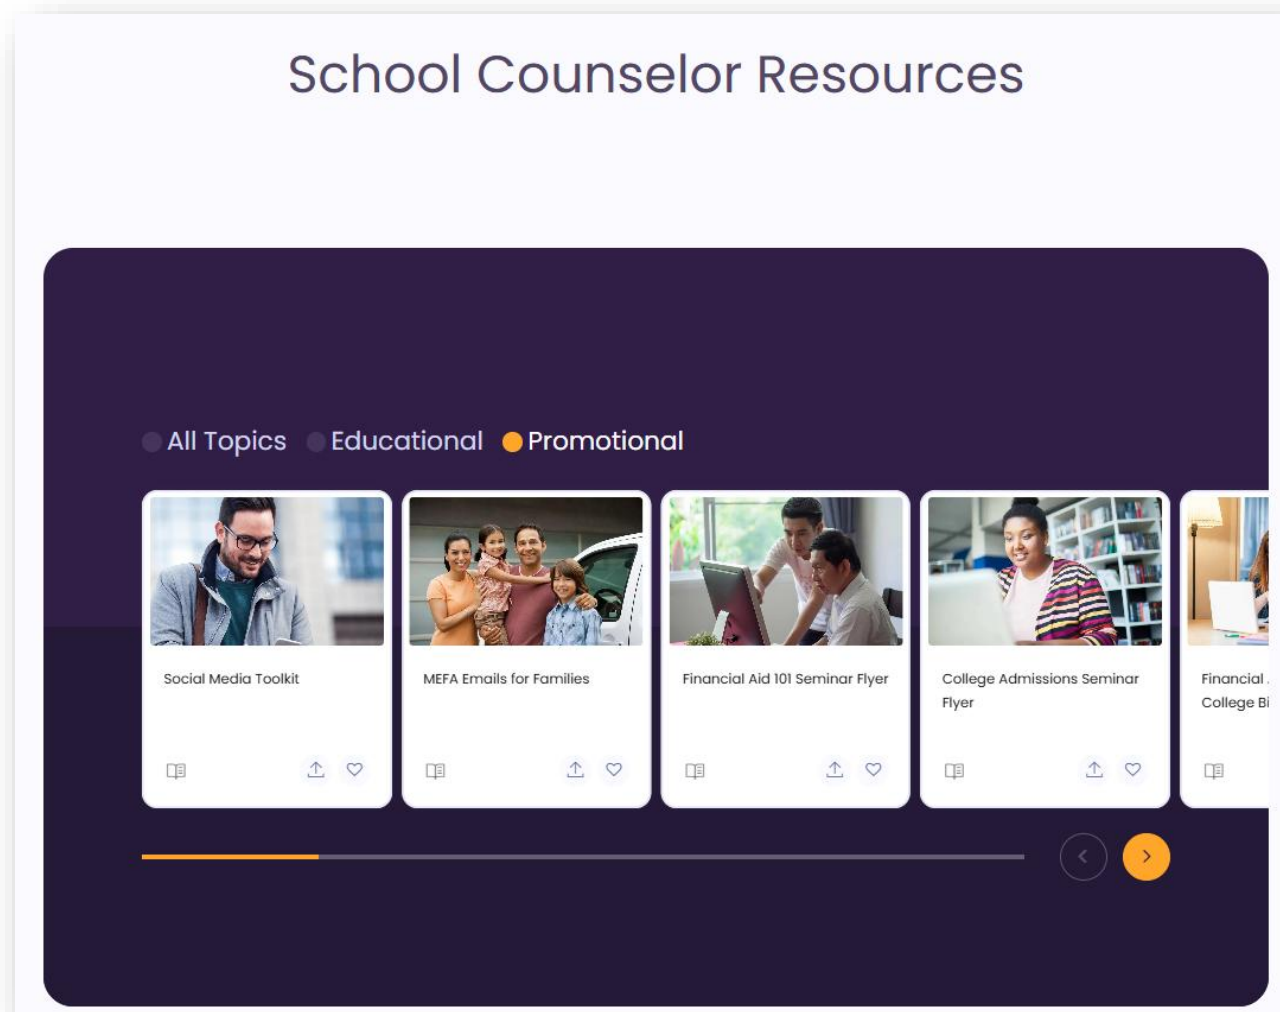 School Counselor Resources
All Topics Educational Promotional
Social Media Toolkit
MEFA Emails for Families
Financial Aid 101 Seminar Flyer
College Admissions Seminar
Flyer
Financial
College